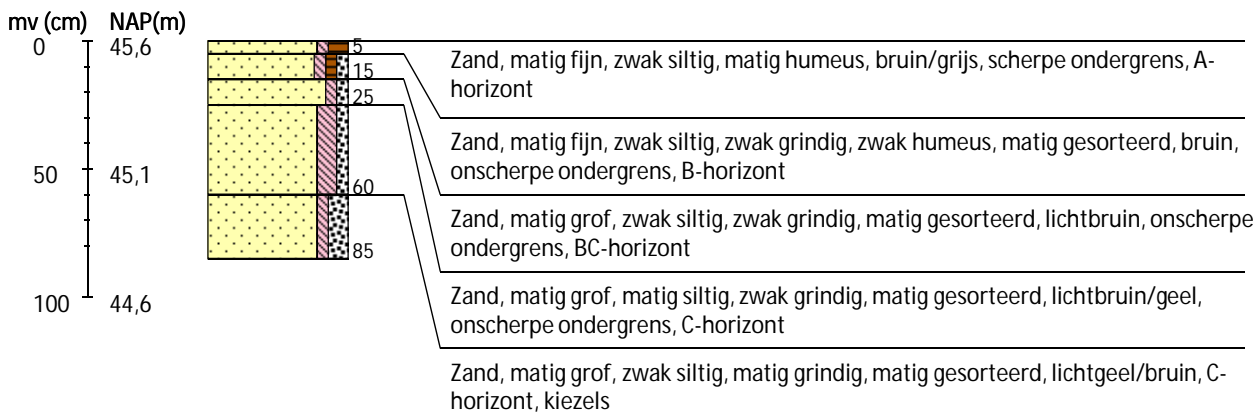 mv (cm) NAP(m)
0 45,6
5
15
25
50 45,1
60
85
100 44,6
Zand, matig fijn, zwak siltig, matig humeus, bruin/grijs, scherpe ondergrens, A-
horizont
Zand, matig fijn, zwak siltig, zwak grindig, zwak humeus, matig gesorteerd, bruin,
onscherpe ondergrens, B-horizont
Zand, matig grof, zwak siltig, zwak grindig, matig gesorteerd, lichtbruin, onscherpe
ondergrens, BC-horizont
Zand, matig grof, matig siltig, zwak grindig, matig gesorteerd, lichtbruin/geel,
onscherpe ondergrens, C-horizont
Zand, matig grof, zwak siltig, matig grindig, matig gesorteerd, lichtgeel/bruin, C-
horizont, kiezels